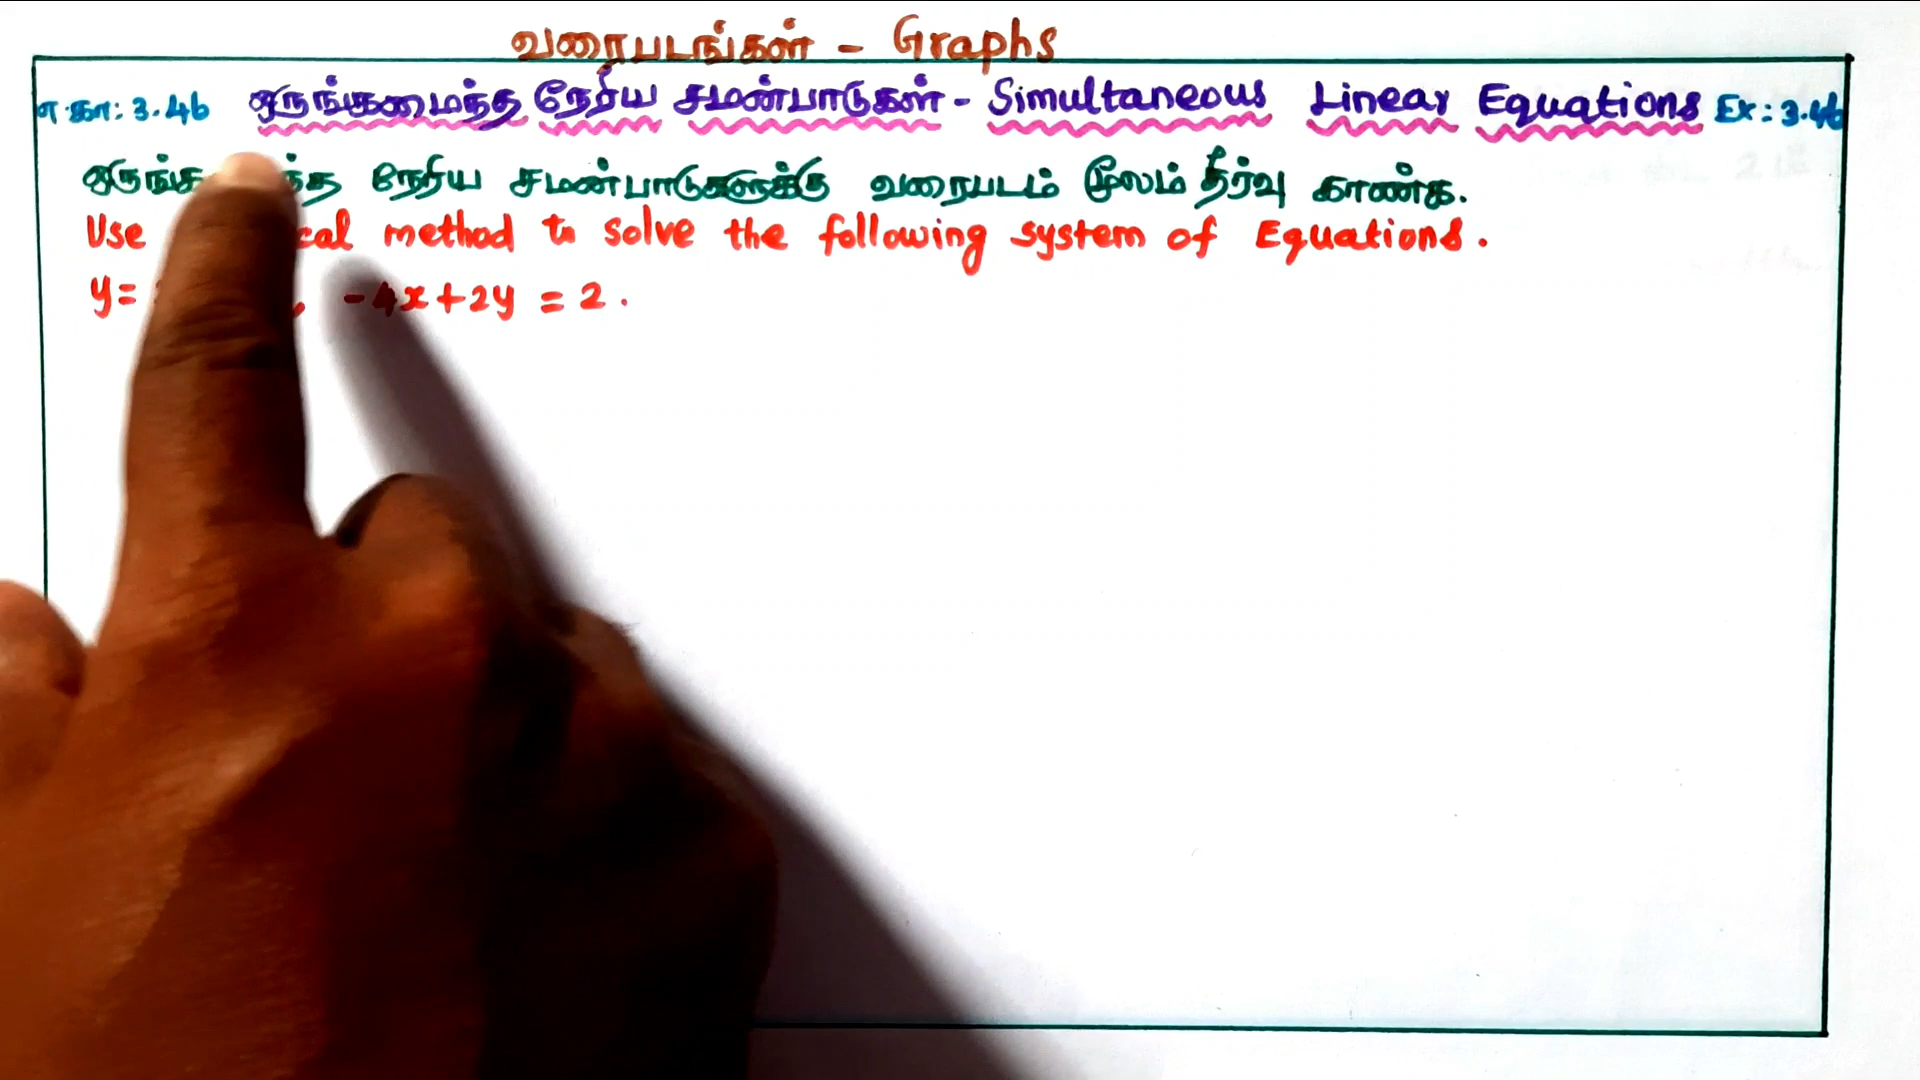 வரைபடங்கள் - Graphs
எ.கா: 3.46 ஒருங்கமைந்த நேரிய சமன்பாடுகள் - Simultaneous Linear Equations Ex: 3.46
நேரிய சமன்பாடுகளுக்கு வரைபடம் மூலம் தீர்வு காண்க.
Use method to solve the following system of Equations.
y= , -4x+2y = 2.